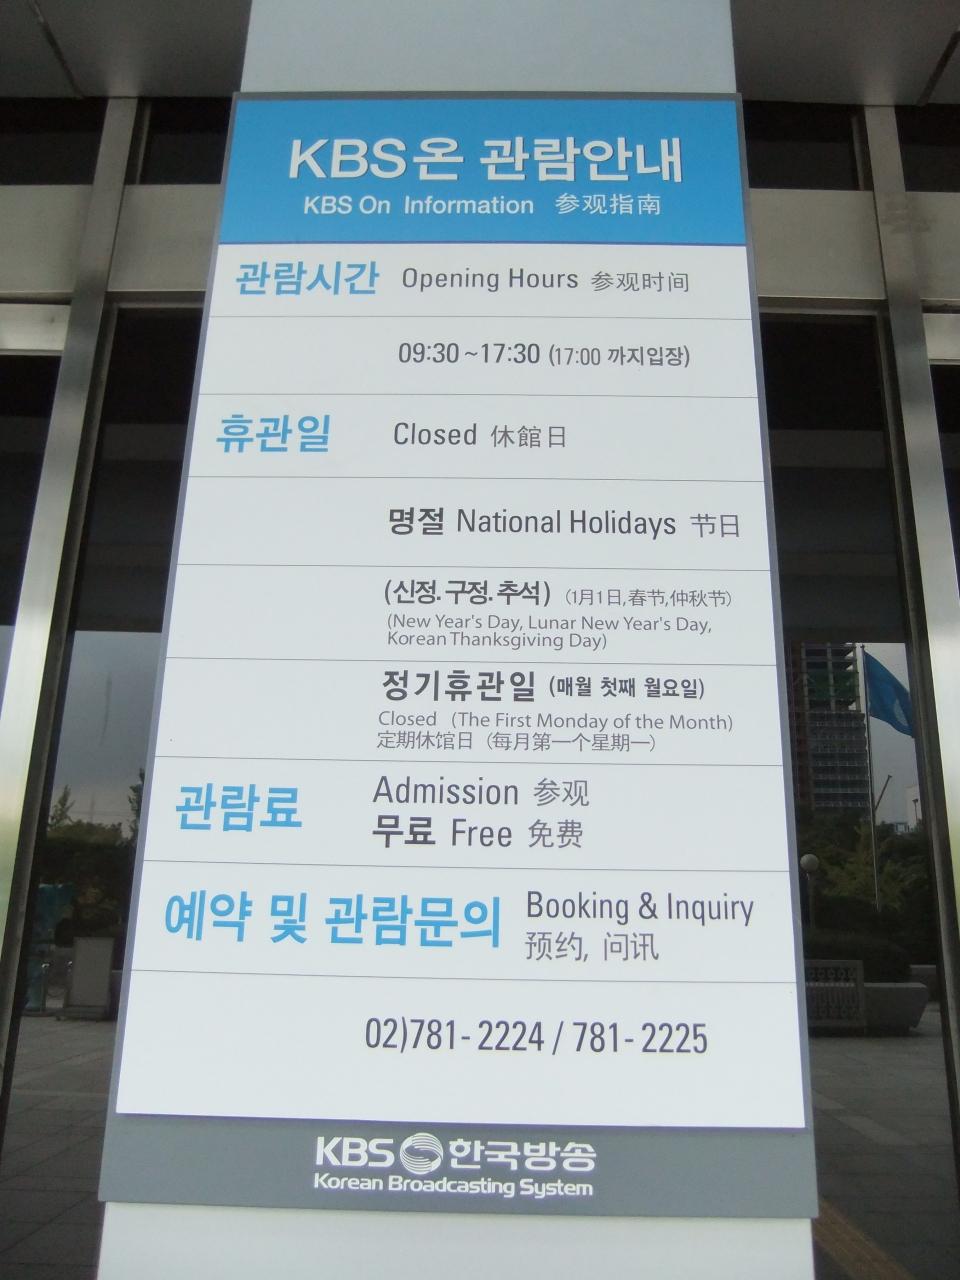 KBS온 관람안내
KBS On Information 参观指南
관람시간 Opening Hours 参观时间
09:30 ~ 17:30 (17:00 까지입장)
휴관일 Closed 休館日
명절 National Holidays 节日
(신정. 구정. 추석) (1月1日,春节,仲秋节)
(New Year's Day, Lunar New Year's Day,
Korean Thanksgiving Day)
정기휴관일 (매월 첫째 월요일)
Closed (The First Monday of the Month)
定期休馆日 (每月第一个星期一)
관람료 Admission 参观
무료 Free 免费
예약 및 관람문의 Booking & Inquiry
预约, 问讯
02)781-2224 / 781-2225
KBS 한국방송
Korean Broadcasting System